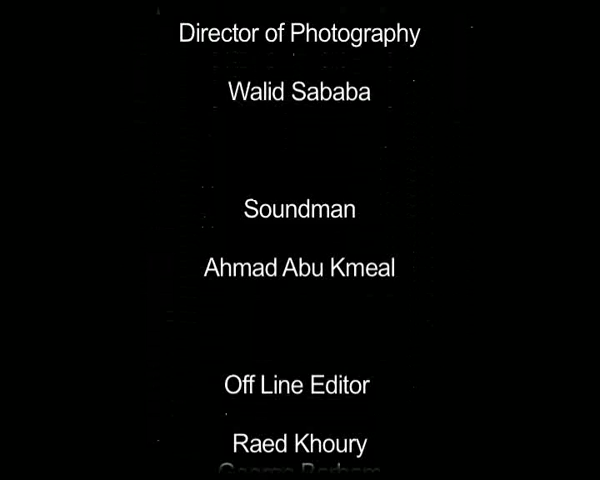 Director of Photography
Walid Sababa
Soundman
Ahmad Abu Kmeal
Off Line Editor
Raed Khoury